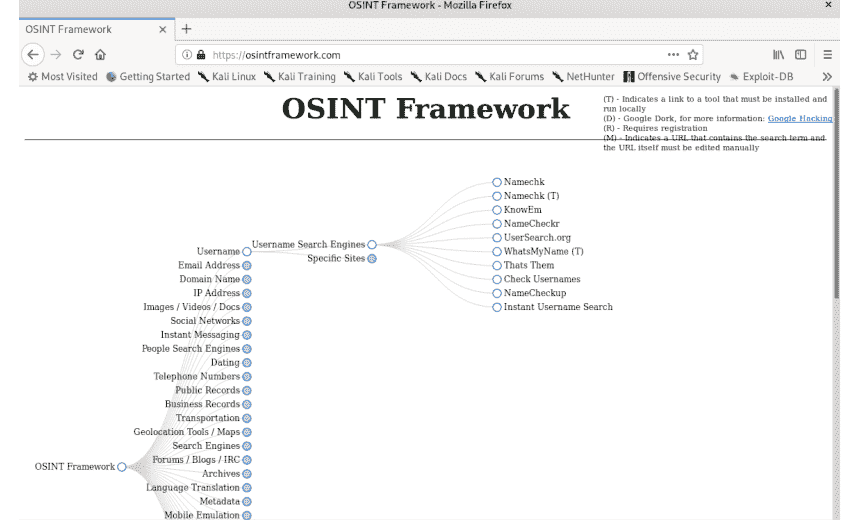 OSINT Framework - Mozilla Firefox
OSINT Framework
https://osintframework.com
Most Visited Getting Started Kali Linux Kali Training Kali Tools Kali Docs Kali Forums NetHunter Offensive Security Exploit-DB
OSINT Framework
(T) - Indicates a link to a tool that must be installed and
run locally
(D) - Google Dork, for more information: Google Hacking
(R) - Requires registration
(M) - Indicates a URL that contains the search term and
the URL itself must be edited manually
Namechk
Namechk (T)
KnowEm
NameCheckr
UserSearch.org
WhatsMyName (T)
Thats Them
Check Usernames
NameCheckup
Instant Username Search
Username Search Engines
Specific Sites
Username
Email Address
Domain Name
IP Address
Images / Videos / Docs
Social Networks
Instant Messaging
People Search Engines
Dating
Telephone Numbers
Public Records
Business Records
Transportation
Geolocation Tools / Maps
Search Engines
Forums / Blogs / IRC
Archives
Language Translation
Metadata
Mobile Emulation
OSINT Framework